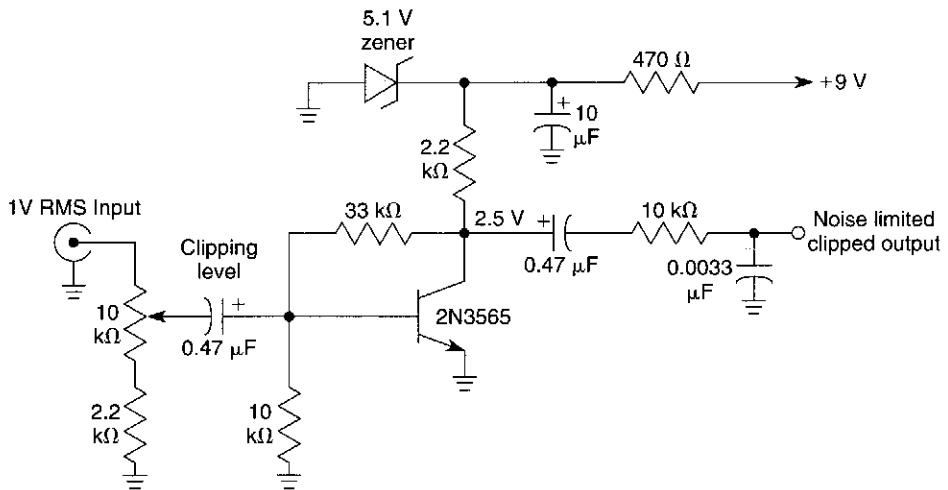 5.1 V
zener
470 Ω
+9 V
+
10
μF
2.2
kΩ
1V RMS Input
33 kΩ
2.5 V
+
10 kΩ
Noise limited
clipped output
Clipping
level
+
0.47 μF
0.0033
μF
10
kΩ
0.47 μF
2N3565
2.2
kΩ
10
kΩ